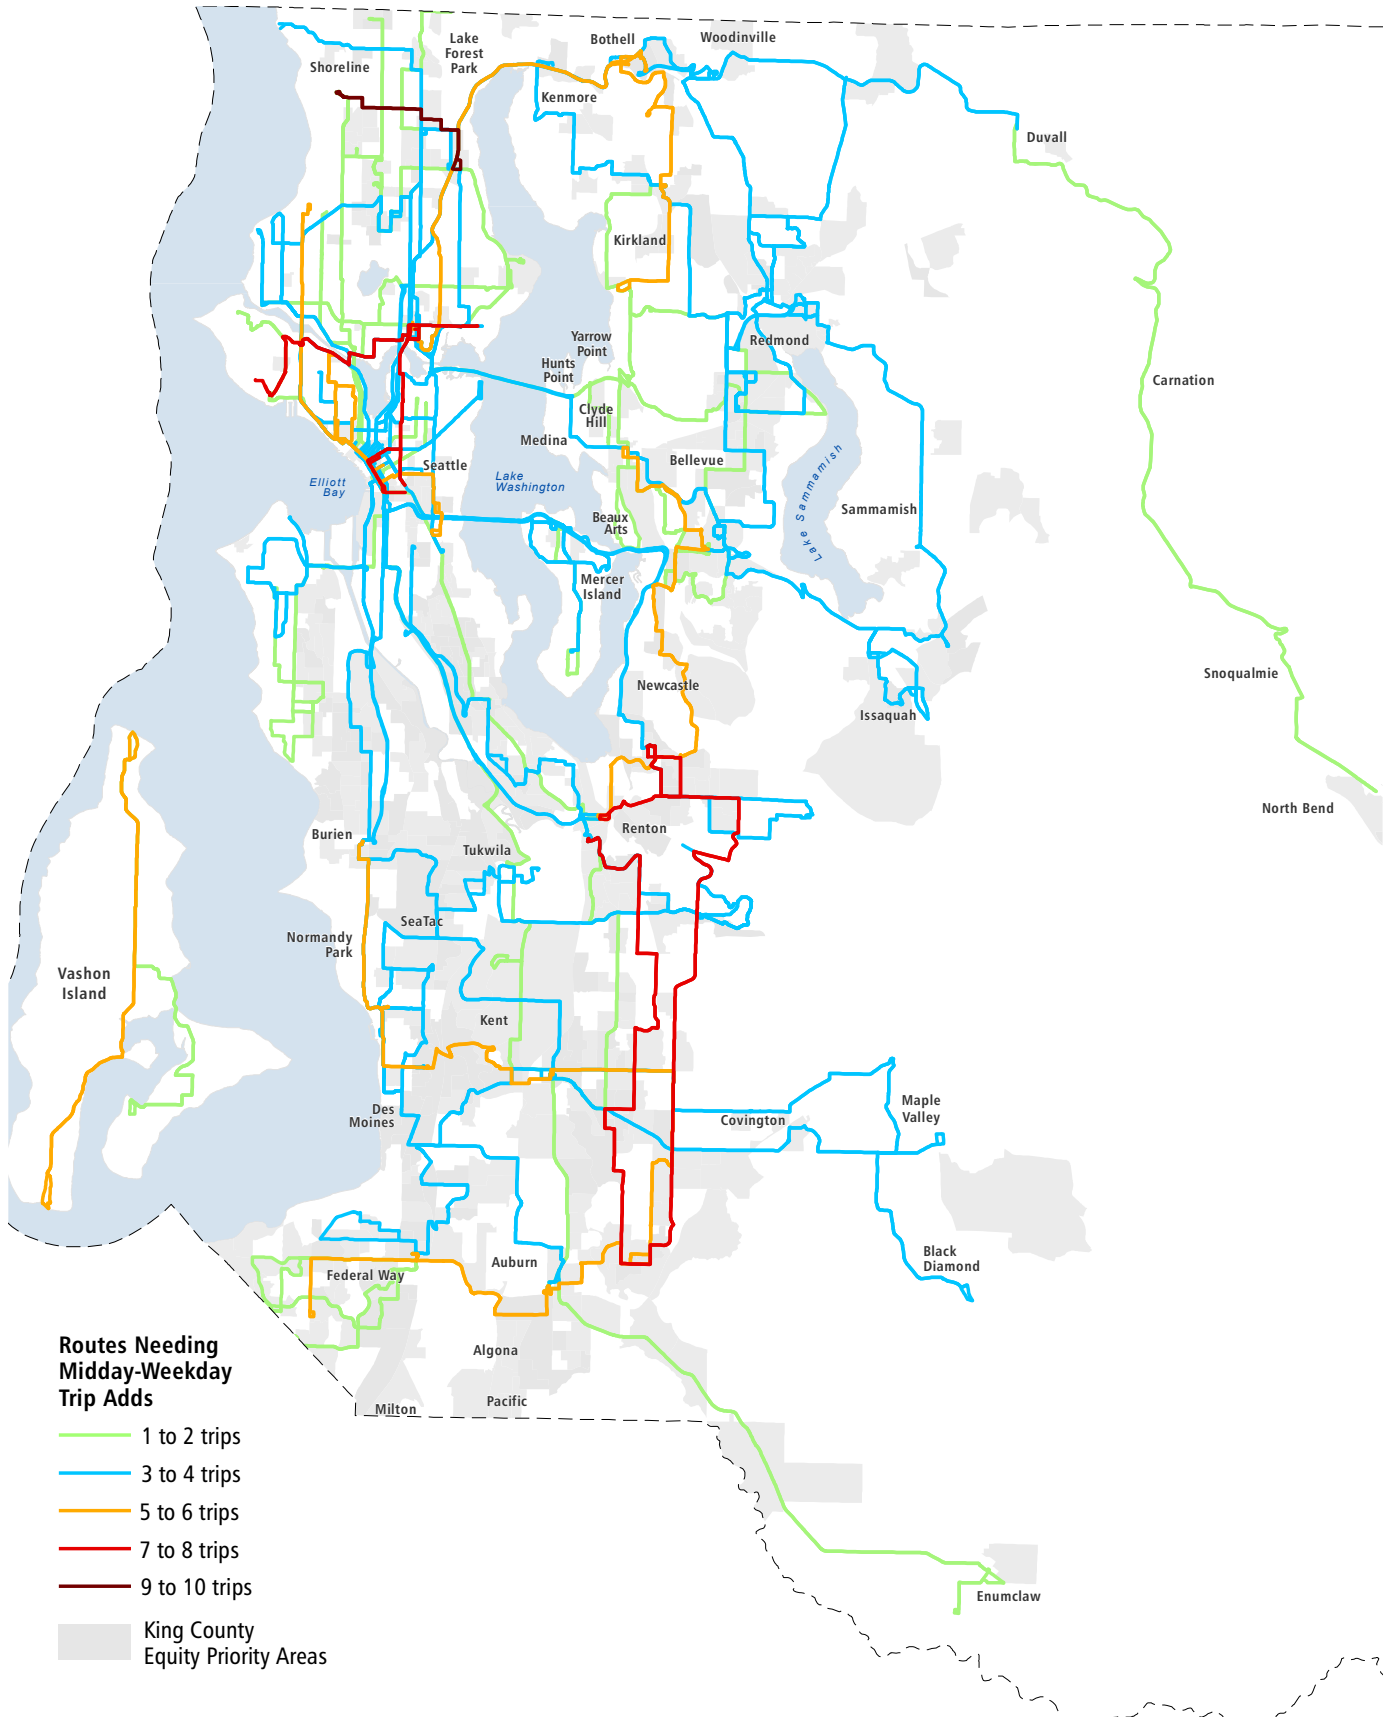 Lake
Forest
Park
Bothell
Woodinville
Shoreline
Kenmore
Duvall
Kirkland
Yarrow
Point
Redmond
Hunts
Point
Carnation
Clyde
Hill
Medina
Bellevue
Seattle
Elliott
Bay
Lake
Washington
Lake Sammamish
Sammamish
Beaux
Arts
Mercer
Island
Newcastle
Snoqualmie
Issaquah
North Bend
Burien
Renton
Tukwila
SeaTac
Normandy
Park
Vashon
Island
Kent
Des
Moines
Covington
Maple
Valley
Black
Diamond
Auburn
Federal Way
Algona
Pacific
Milton
Enumclaw
Routes Needing
Midday-Weekday
Trip Adds
1 to 2 trips
3 to 4 trips
5 to 6 trips
7 to 8 trips
9 to 10 trips
King County
Equity Priority Areas